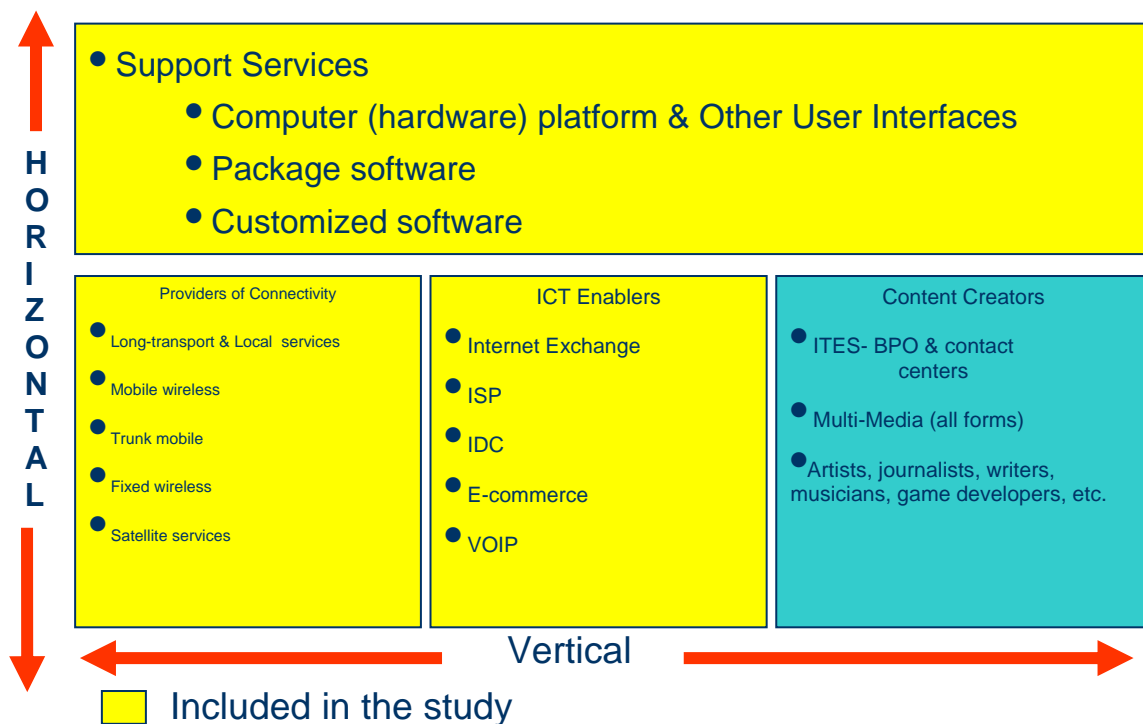 • Support Services
• Computer (hardware) platform & Other User Interfaces
• Package software
• Customized software
HORIZONTAL
Providers of Connectivity
• Long-transport & Local services
• Mobile wireless
• Trunk mobile
• Fixed wireless
• Satellite services
ICT Enablers
• Internet Exchange
• ISP
• IDC
• E-commerce
• VOIP
Content Creators
• ITES- BPO & contact
centers
• Multi-Media (all forms)
• Artists, journalists, writers,
musicians, game developers, etc.
Vertical
Included in the study